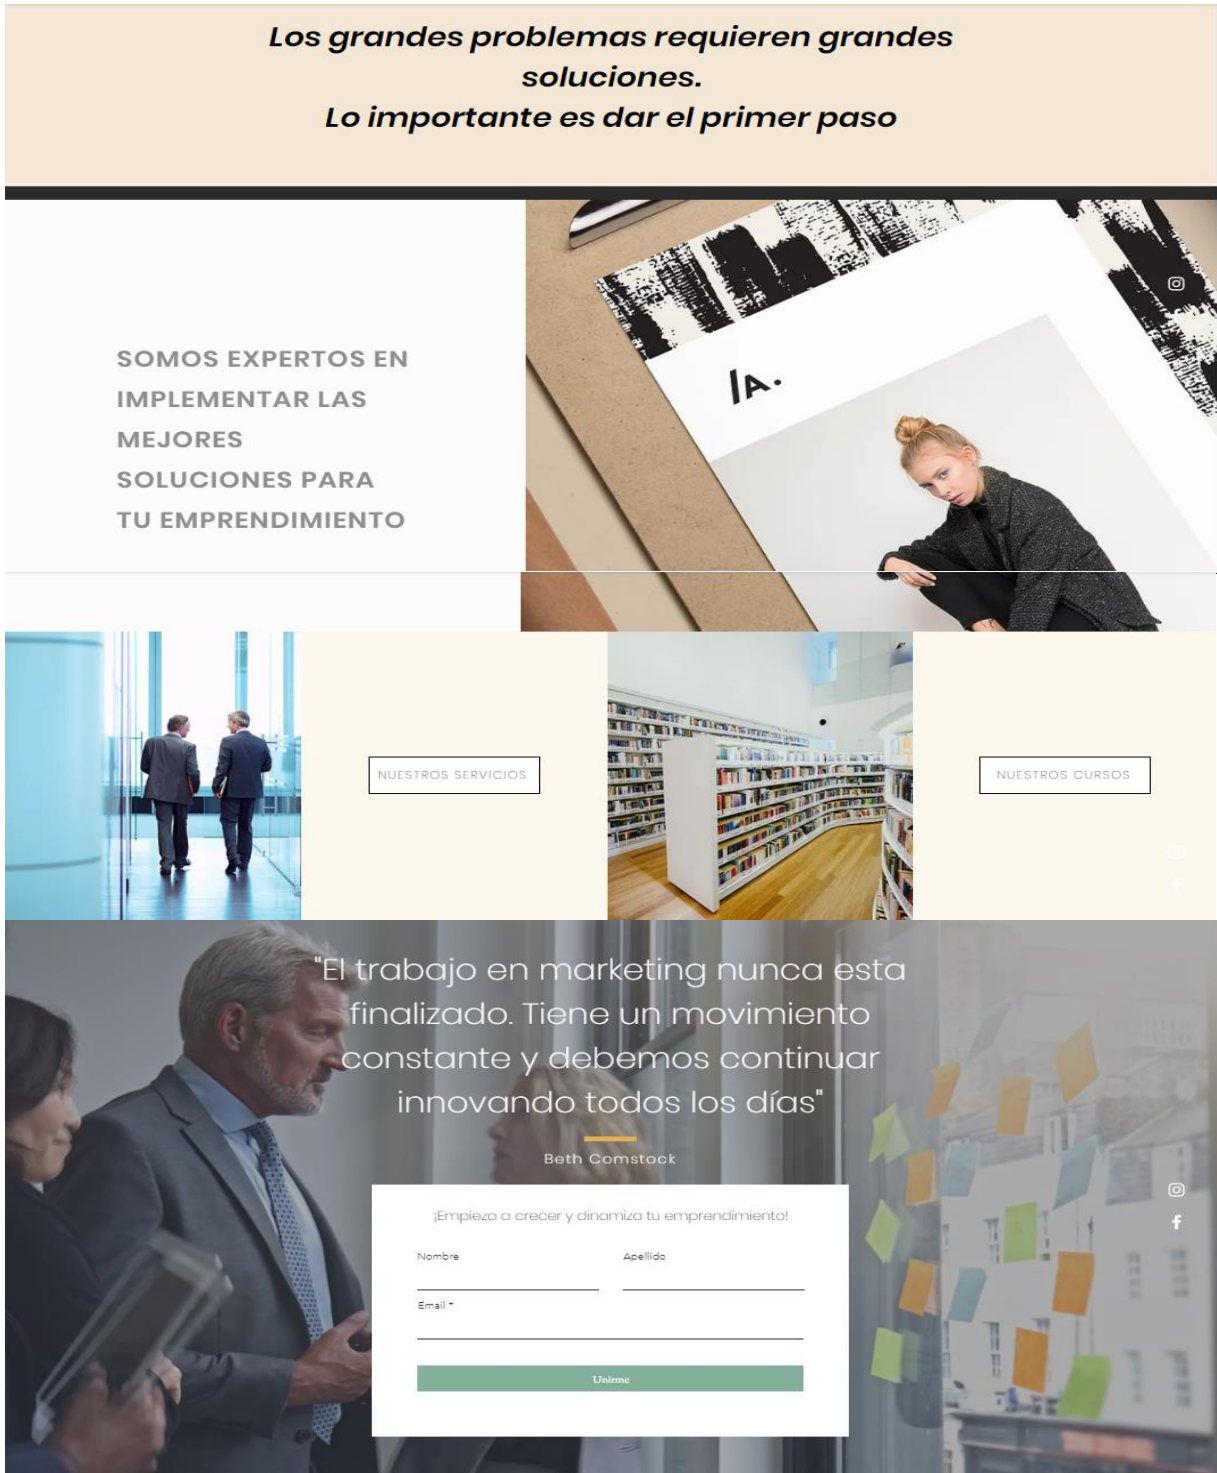 Los grandes problemas requieren grandes
soluciones.
Lo importante es dar el primer paso
SOMOS EXPERTOS EN
IMPLEMENTAR LAS
MEJORES
SOLUCIONES PARA
TU EMPRENDIMIENTO
IA.
NUESTROS SERVICIOS
NUESTROS CURSOS
"El trabajo en marketing nunca esta
finalizado. Tiene un movimiento
constante y debemos continuar
innovando todos los días"
Beth Comstock
¡Empieza a crecer y dinamiza tu emprendimiento!
Nombre
Apellido
Email *
Unirme